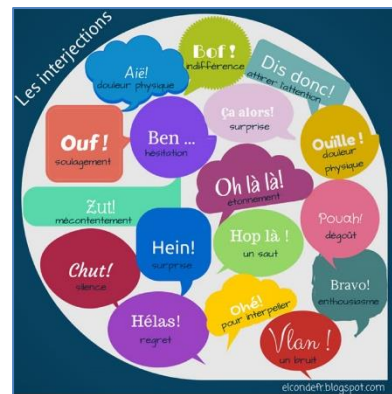 Les interjections
Aïë!
douleur physique
Bof!
indifférence
Dis donc!
attirer l'attention
Ouf !
soulagement
Ben ...
hésitation
Ça alors!
surprise
Ouïlle !
douleur
physique
Oh là là!
étonnement
Zut!
mécontentement
Pouah!
dégoût
Hein!
surprise
Hop là !
un saut
Chut!
silence
Bravo!
enthousiasme
Hélas!
regret
Ohé!
pour interpeller
Vlan !
un bruit
elcondefr.blogspot.com